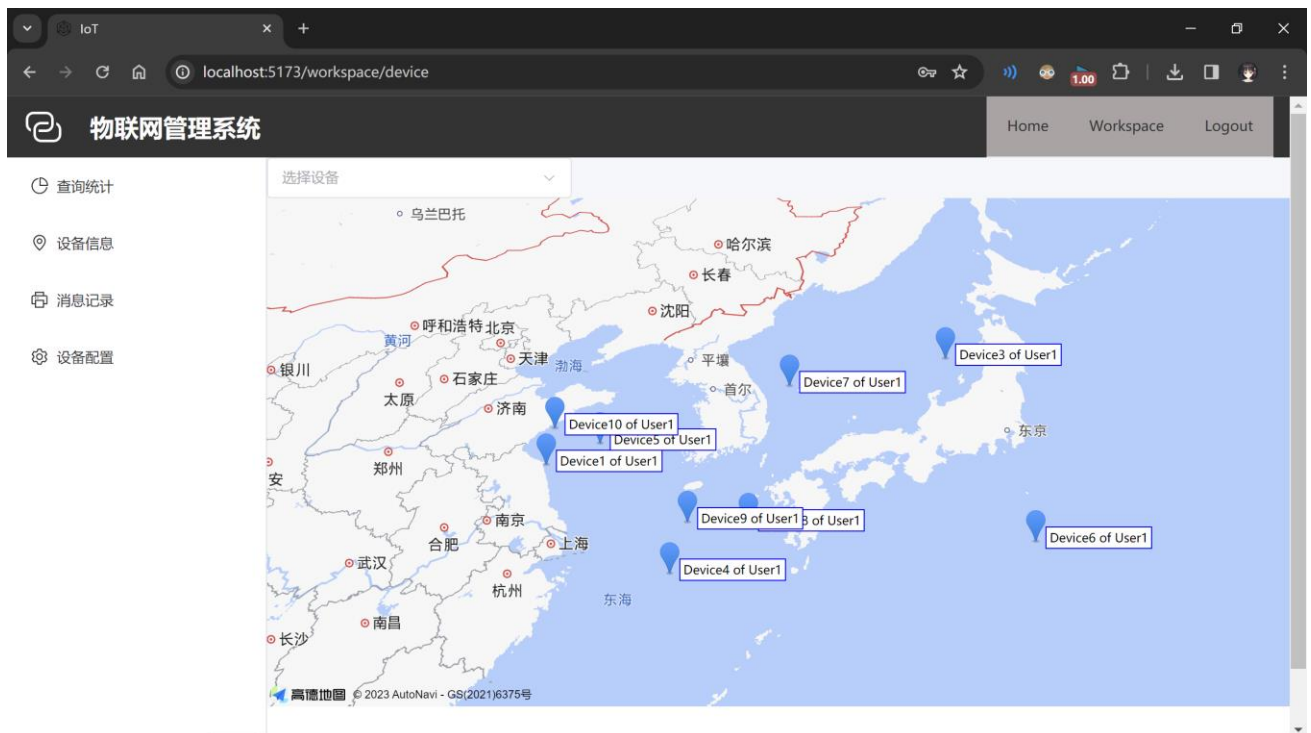 IoT
localhost:5173/workspace/device
1.00
物联网管理系统
Home
Workspace
Logout
查询统计
设备信息
消息记录
设备配置
选择设备
乌兰巴托
哈尔滨
长春
沈阳
呼和浩特
北京
黄河
天津
渤海
银川
石家庄
太原
济南
平壤
首尔
Device3 of User1
Device7 of User1
Device10 of User1
Device5 of User1
Device1 of User1
东京
郑州
安
Device9 of User1
8 of User1
Device6 of User1
南京
合肥
上海
武汉
Device4 of User1
杭州
东海
南昌
长沙
高德地图 © 2023 AutoNavi - GS(2021)6375号